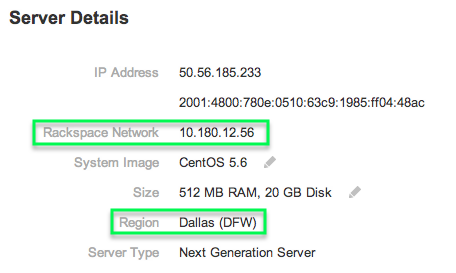 Server Details
IP Address 50.56.185.233
2001:4800:780e:0510:63c9:1985:ff04:48ac
Rackspace Network 10.180.12.56
System Image CentOS 5.6
Size 512 MB RAM, 20 GB Disk
Region Dallas (DFW)
Server Type Next Generation Server